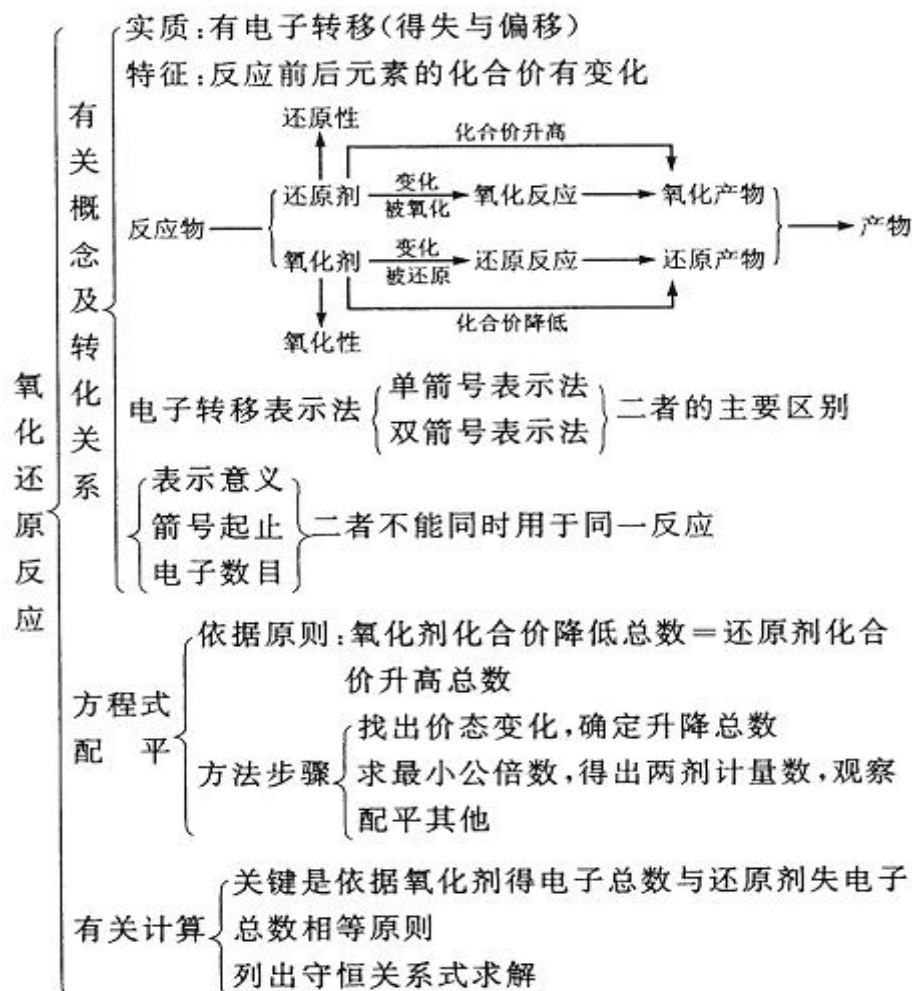 实质:有电子转移(得失与偏移)
特征:反应前后元素的化合价有变化
有关概念及转化关系
还原性
化合价升高
还原剂
变化
被氧化
氧化反应
氧化产物
反应物
产物
氧化剂
变化
被还原
还原反应
还原产物
化合价降低
氧化性
氧化还原反应
电子转移表示法
单箭号表示法
双箭号表示法
二者的主要区别
表示意义
箭号起止
电子数目
二者不能同时用于同一反应
方程式
配 平
依据原则:氧化剂化合价降低总数=还原剂化合
价升高总数
方法步骤
找出价态变化,确定升降总数
求最小公倍数,得出两剂计量数,观察
配平其他
有关计算
关键是依据氧化剂得电子总数与还原剂失电子
总数相等原则
列出守恒关系式求解